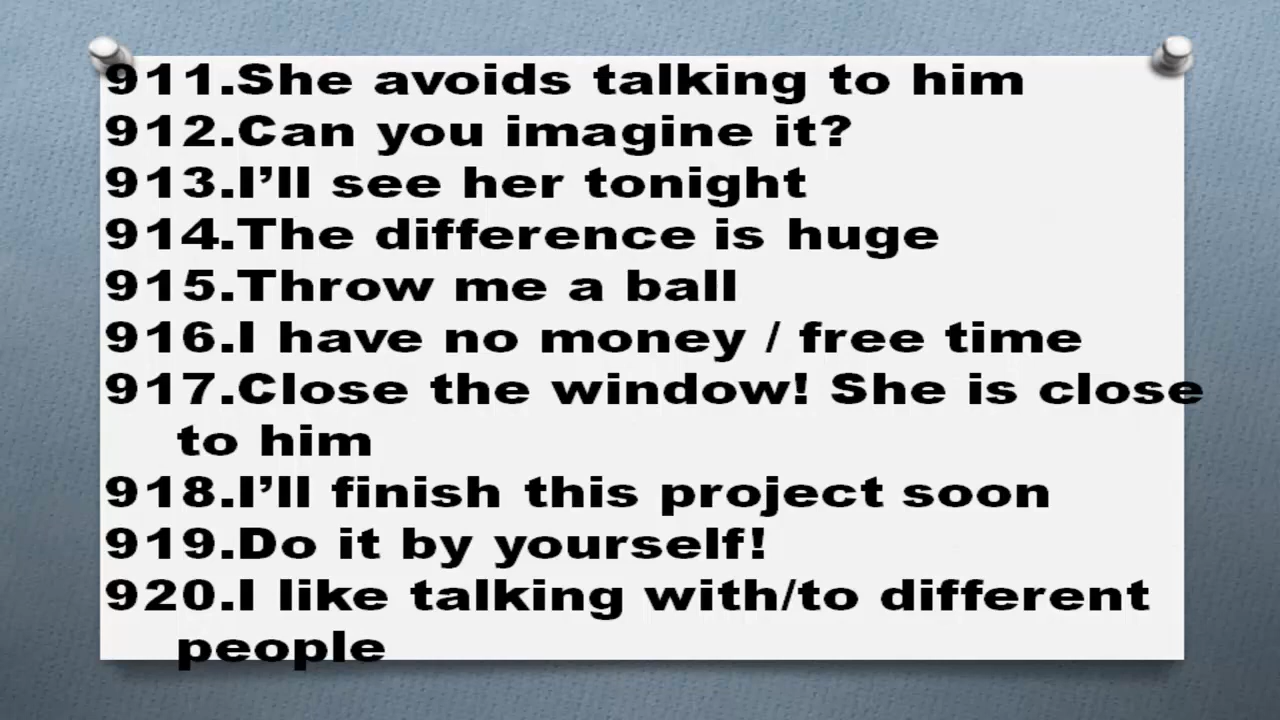 911.She avoids talking to him
912.Can you imagine it?
913.I’ll see her tonight
914.The difference is huge
915.Throw me a ball
916.I have no money / free time
917.Close the window! She is close
to him
918.I’ll finish this project soon
919.Do it by yourself!
920.I like talking with/to different
people